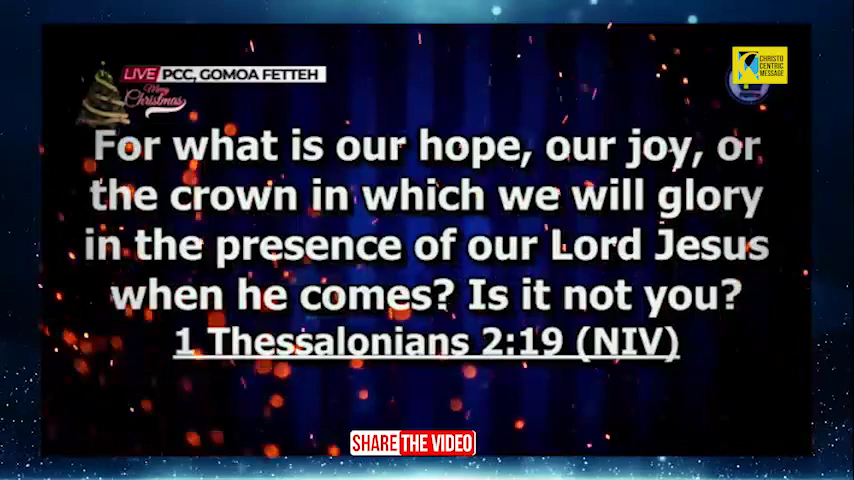 LIVE PCC, GOMOA FETTEH
Merry
Christmas
CHRISTO
CENTRIC
MESSAGE
For what is our hope, our joy, or
the crown in which we will glory
in the presence of our Lord Jesus
when he comes? Is it not you?
1 Thessalonians 2:19 (NIV)
SHARE THE VIDEO